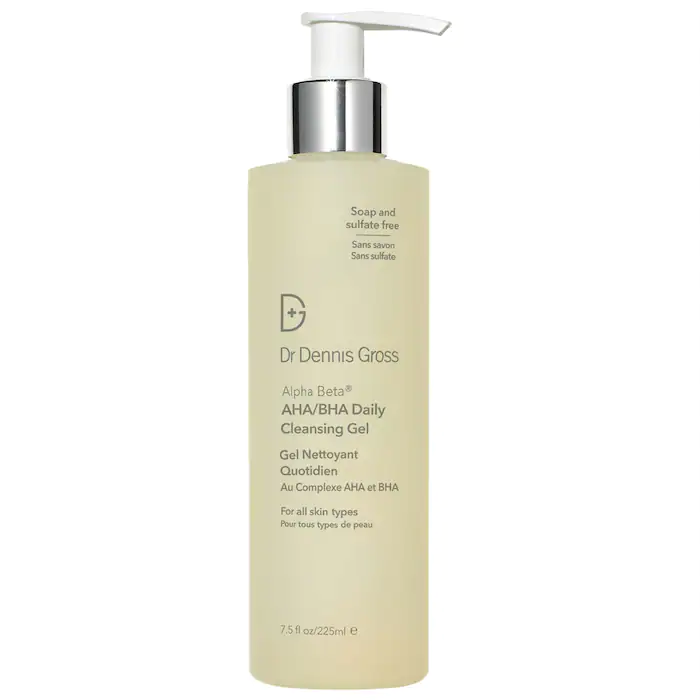 Soap and
sulfate free
Sans savon
Sans sulfate
Dr Dennis Gross
Alpha Beta®
AHA/BHA Daily
Cleansing Gel
Gel Nettoyant
Quotidien
Au Complexe AHA et BHA
For all skin types
Pour tous types de peau
7.5 fl oz/225ml ℮